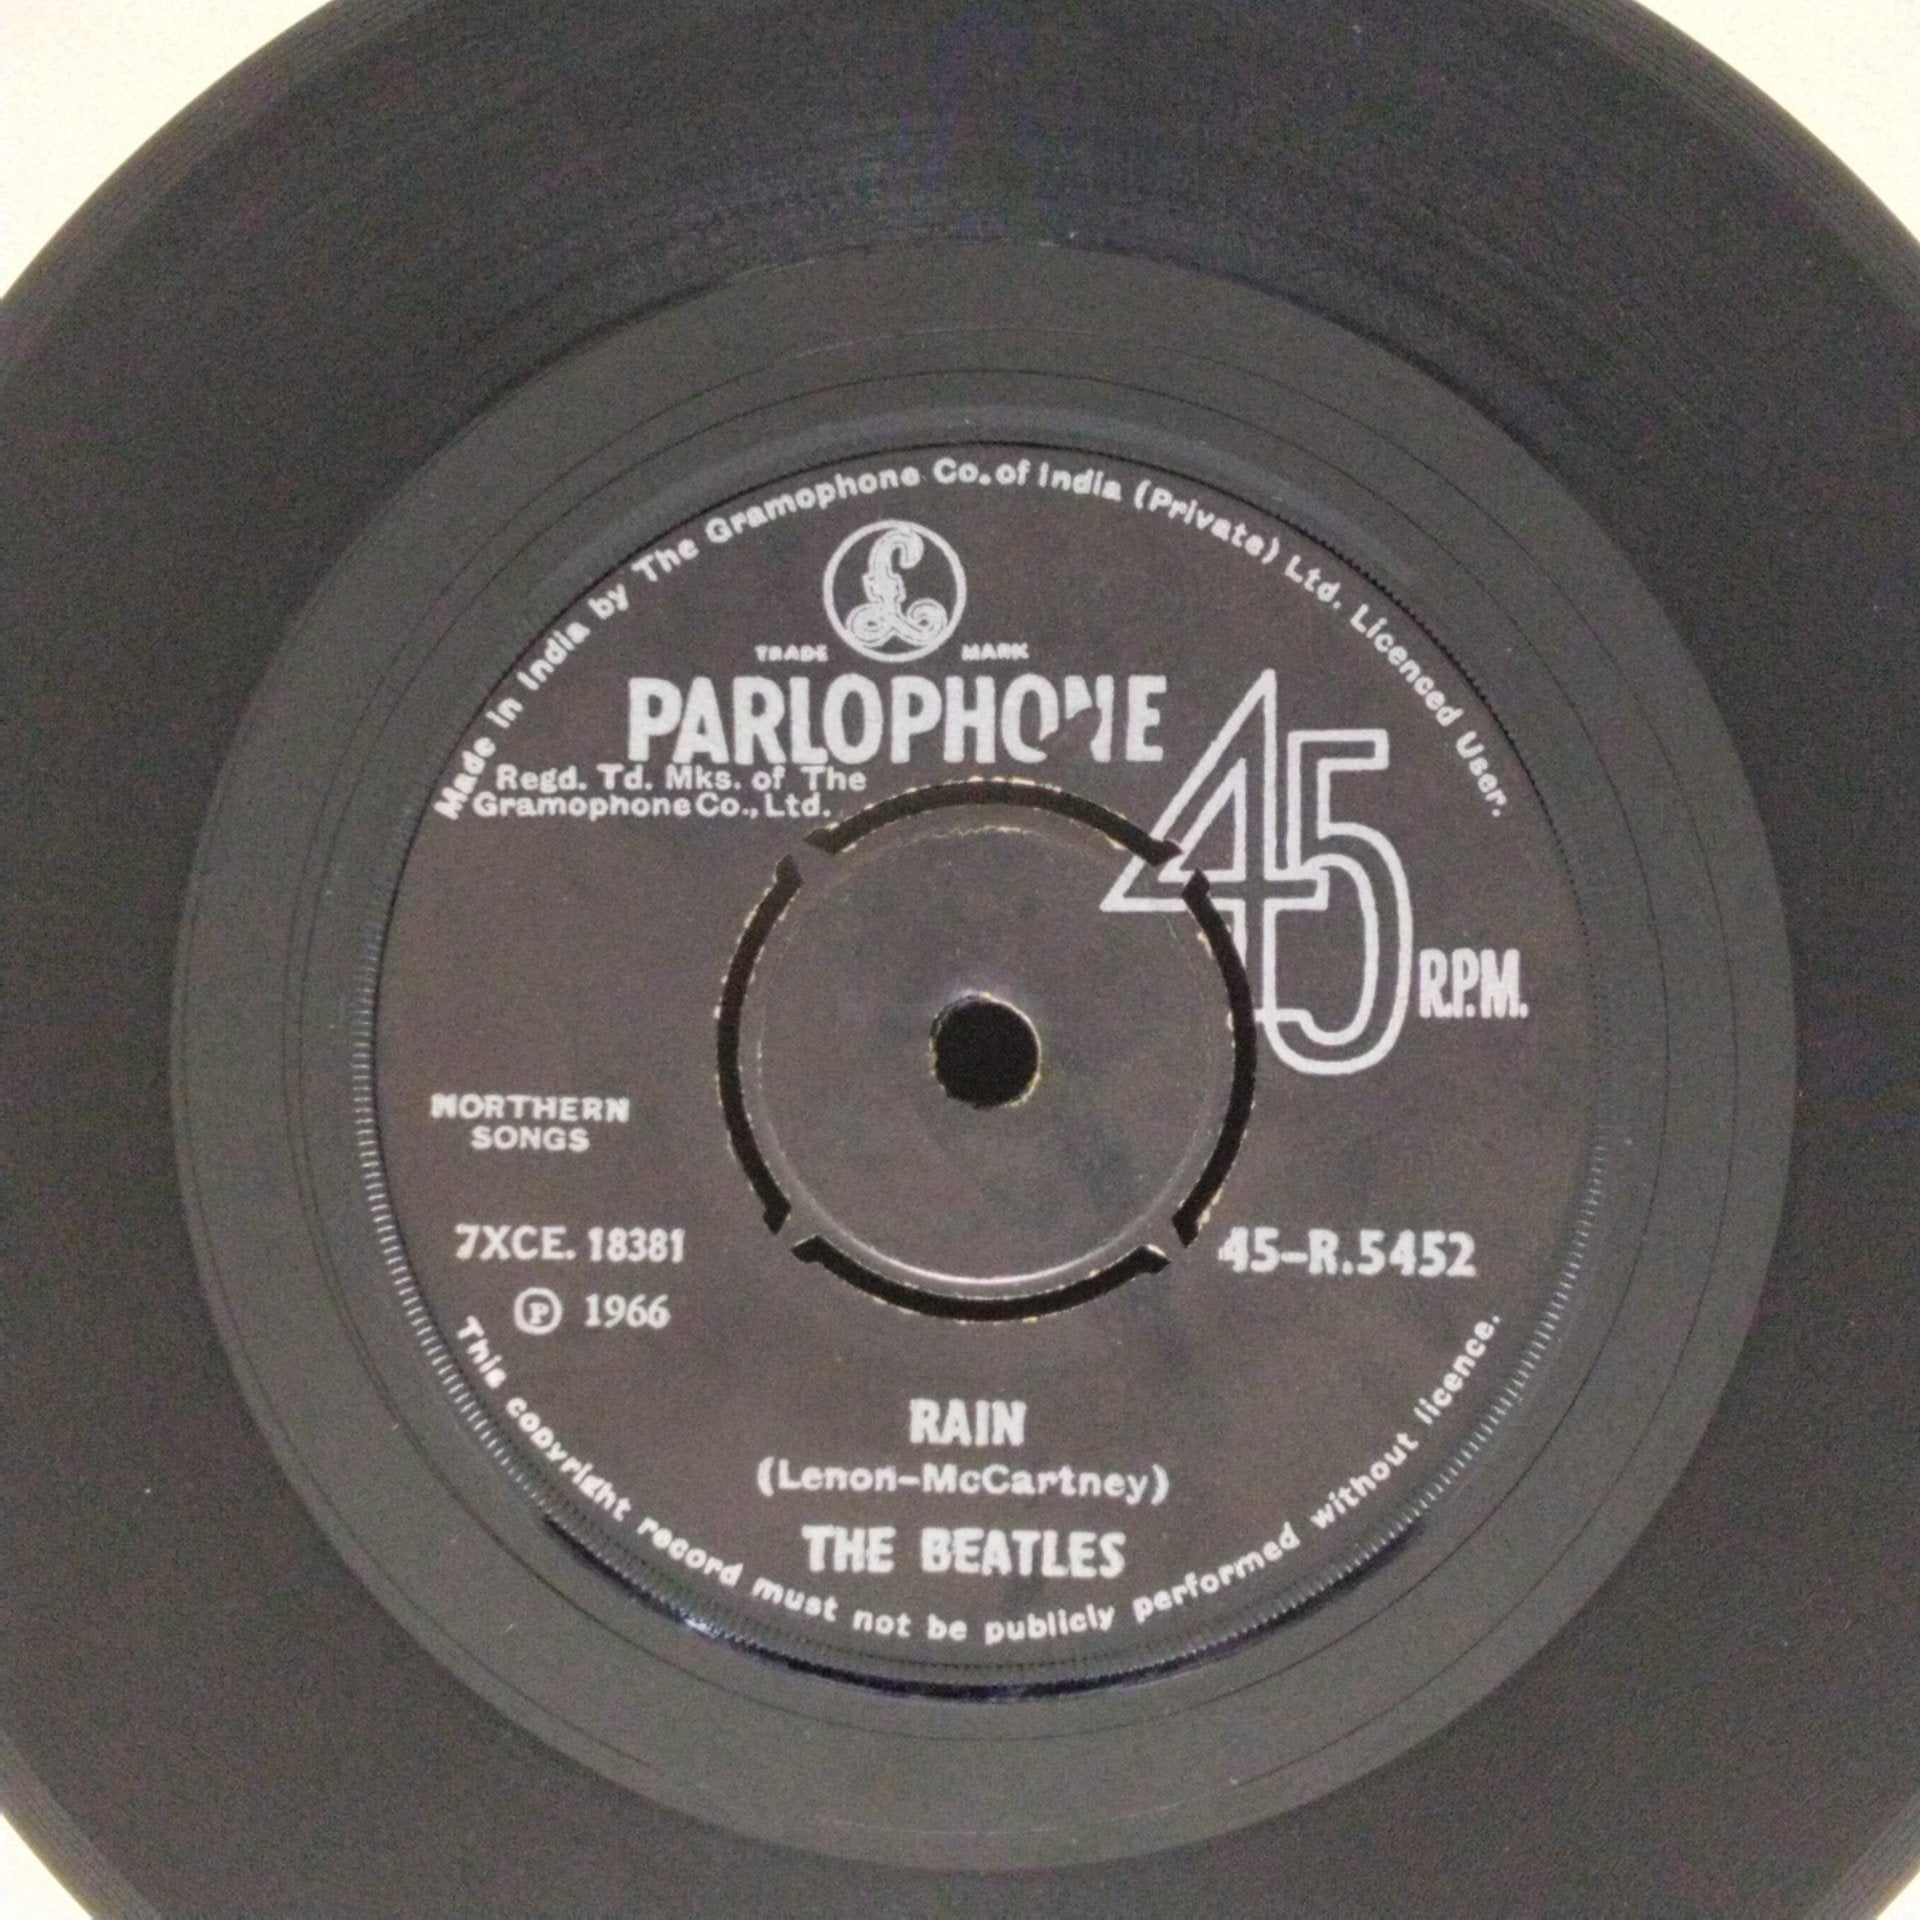 Made in India by The Gramophone Co. of India (Private) Ltd. Licenced User.
£
TRADE MARK
PARLOPHONE
Regd. Td. Mks. of The
Gramophone Co., Ltd.
45 R.P.M.
NORTHERN
SONGS
7XCE. 18381
45-R.5452
Ⓟ 1966
RAIN
(Lenon-McCartney)
THE BEATLES
This copyright record must not be publicly performed without licence.